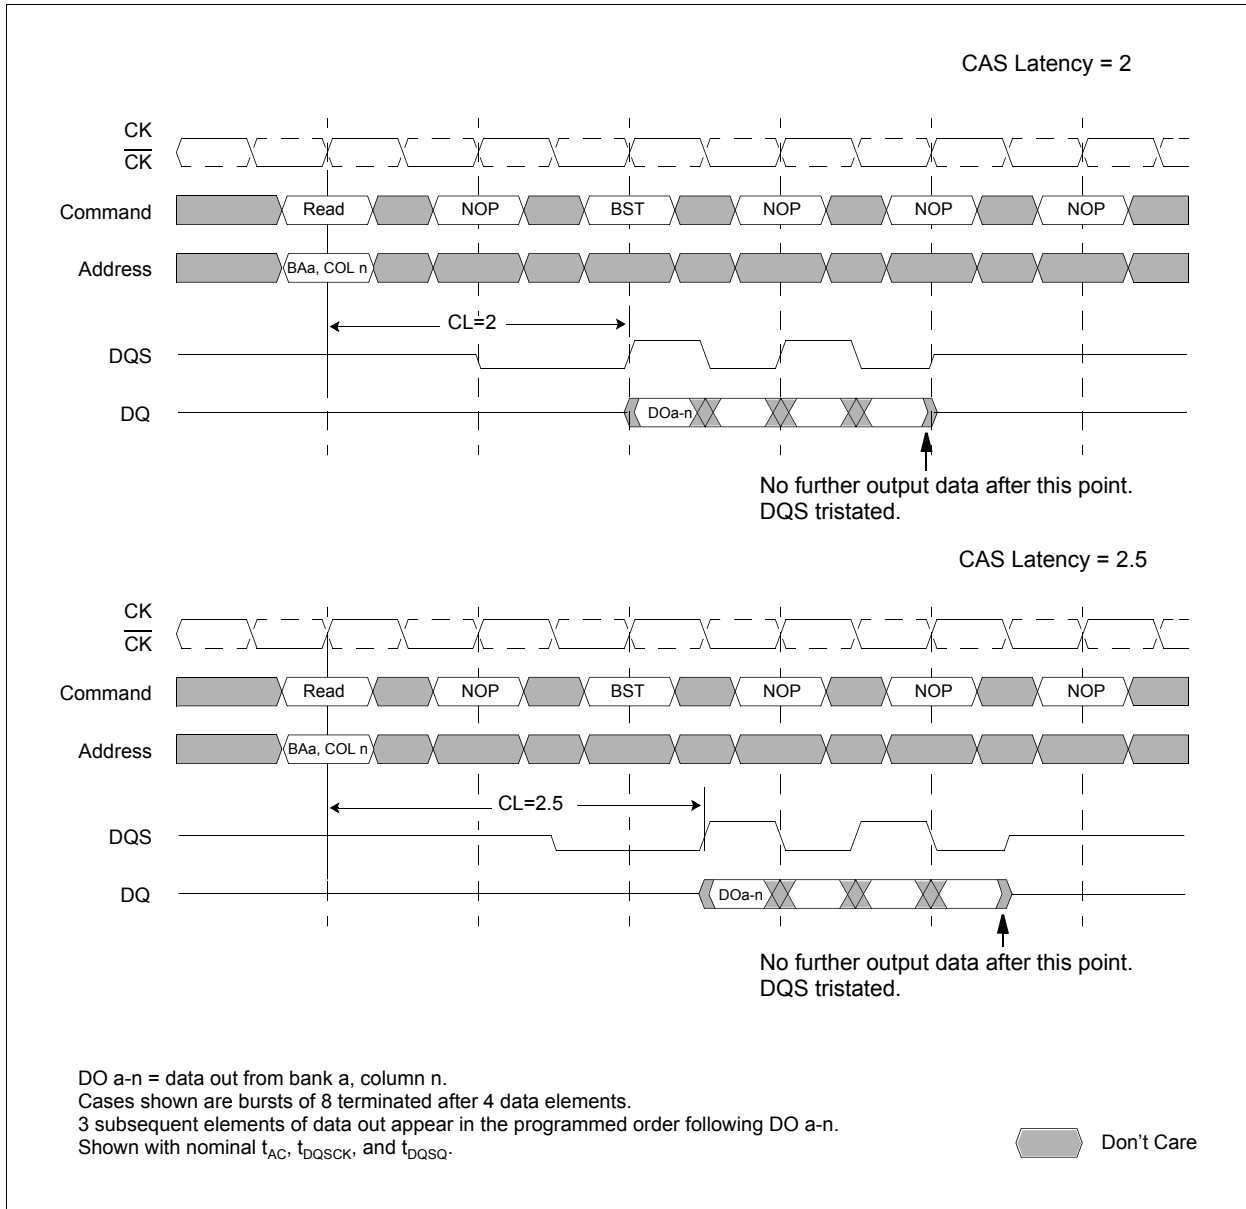 CAS Latency = 2
CK
CK
Command
Read
NOP
BST
NOP
NOP
NOP
Address
BAa, COL n
CL=2
DQS
DQ
DOa-n
No further output data after this point.
DQS tristated.
CAS Latency = 2.5
CK
CK
Command
Read
NOP
BST
NOP
NOP
NOP
Address
BAa, COL n
CL=2.5
DQS
DQ
DOa-n
No further output data after this point.
DQS tristated.
DO a-n = data out from bank a, column n.
Cases shown are bursts of 8 terminated after 4 data elements.
3 subsequent elements of data out appear in the programmed order following DO a-n.
Shown with nominal tAC, tDQSCK, and tDQSQ.
Don't Care